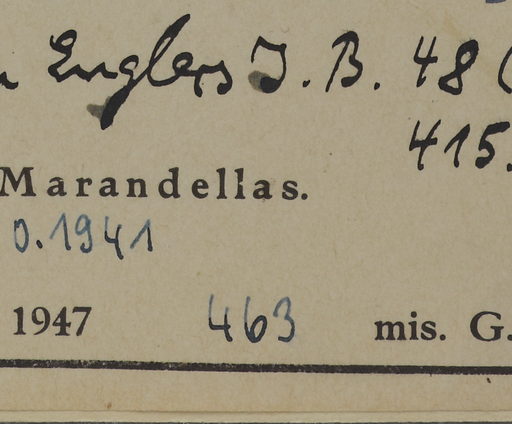 Englers J. B. 48 (
415.
Marandellas.
0.1941
1947 463 mis. G.